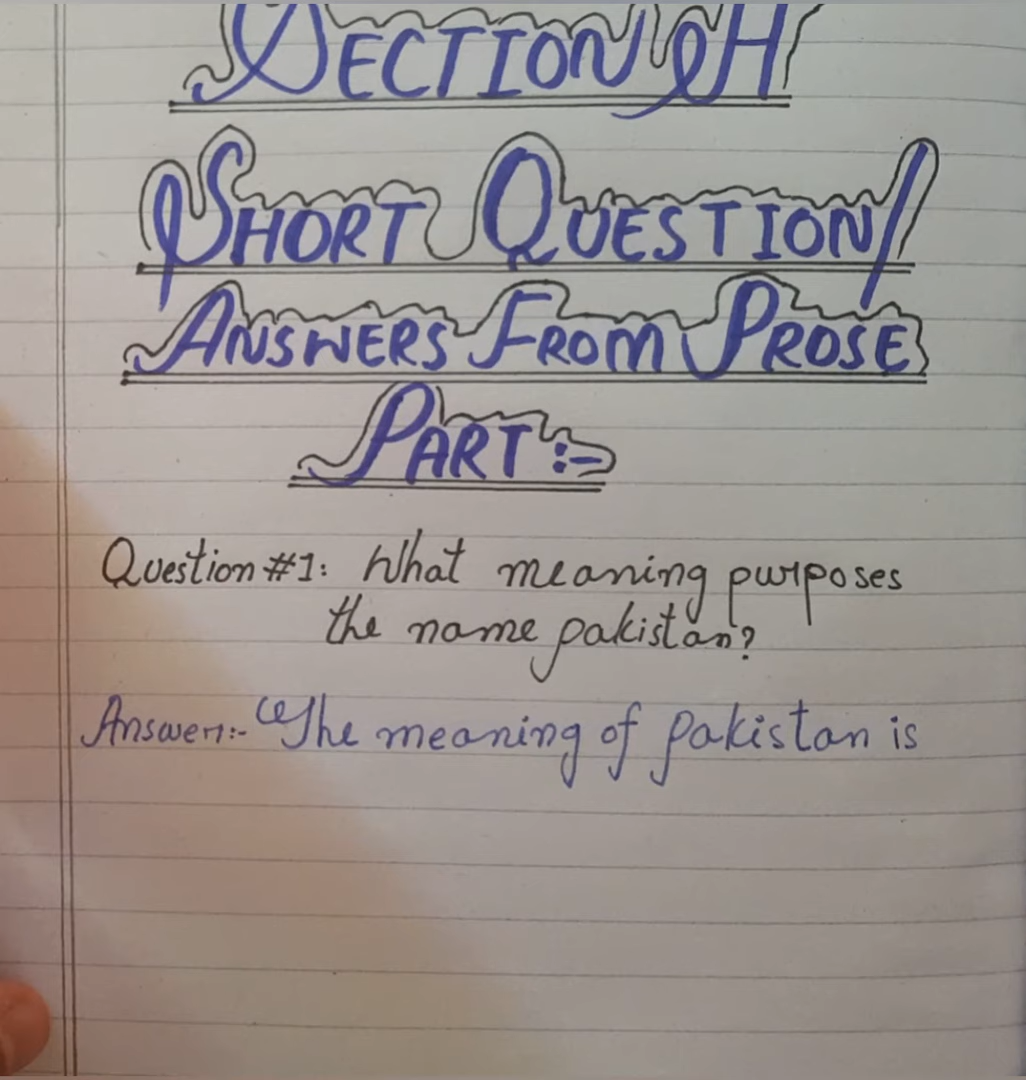 SECTION H
SHORT QUESTION/
ANSWERS FROM PROSE
PART :-
Question #1: What meaning purposes
the name pakistan?
Answer:- "The meaning of pakistan is